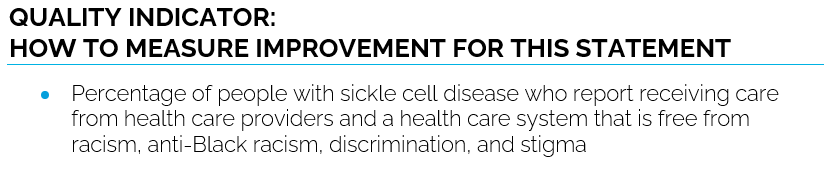 QUALITY INDICATOR:
HOW TO MEASURE IMPROVEMENT FOR THIS STATEMENT
• Percentage of people with sickle cell disease who report receiving care
from health care providers and a health care system that is free from
racism, anti-Black racism, discrimination, and stigma